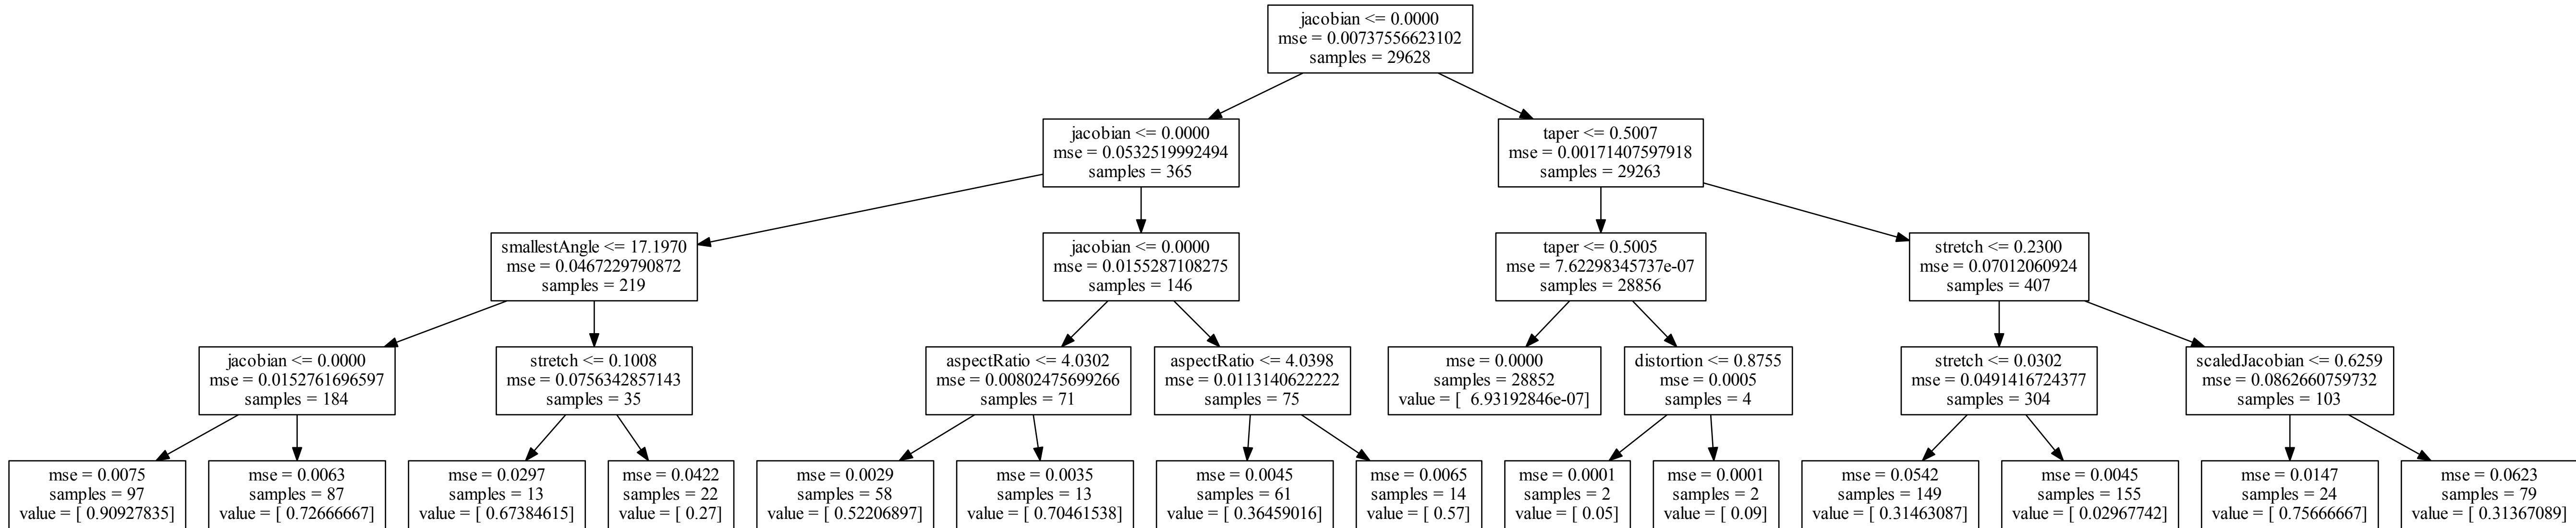 jacobian <= 0.0000
mse = 0.00737556623102
samples = 29628
jacobian <= 0.0000
mse = 0.0532519992494
samples = 365
taper <= 0.5007
mse = 0.00171407597918
samples = 29263
smallestAngle <= 17.1970
mse = 0.0467229790872
samples = 219
jacobian <= 0.0000
mse = 0.0155287108275
samples = 146
taper <= 0.5005
mse = 7.62298345737e-07
samples = 28856
stretch <= 0.2300
mse = 0.07012060924
samples = 407
jacobian <= 0.0000
mse = 0.0152761696597
samples = 184
stretch <= 0.1008
mse = 0.0756342857143
samples = 35
aspectRatio <= 4.0302
mse = 0.00802475699266
samples = 71
aspectRatio <= 4.0398
mse = 0.0113140622222
samples = 75
mse = 0.0000
samples = 28852
value = [  6.93192846e-07]
distortion <= 0.8755
mse = 0.0005
samples = 4
stretch <= 0.0302
mse = 0.0491416724377
samples = 304
scaledJacobian <= 0.6259
mse = 0.0862660759732
samples = 103
mse = 0.0075
samples = 97
value = [ 0.90927835]
mse = 0.0063
samples = 87
value = [ 0.72666667]
mse = 0.0297
samples = 13
value = [ 0.67384615]
mse = 0.0422
samples = 22
value = [ 0.27]
mse = 0.0029
samples = 58
value = [ 0.52206897]
mse = 0.0035
samples = 13
value = [ 0.70461538]
mse = 0.0045
samples = 61
value = [ 0.36459016]
mse = 0.0065
samples = 14
value = [ 0.57]
mse = 0.0001
samples = 2
value = [ 0.05]
mse = 0.0001
samples = 2
value = [ 0.09]
mse = 0.0542
samples = 149
value = [ 0.31463087]
mse = 0.0045
samples = 155
value = [ 0.02967742]
mse = 0.0147
samples = 24
value = [ 0.75666667]
mse = 0.0623
samples = 79
value = [ 0.31367089]